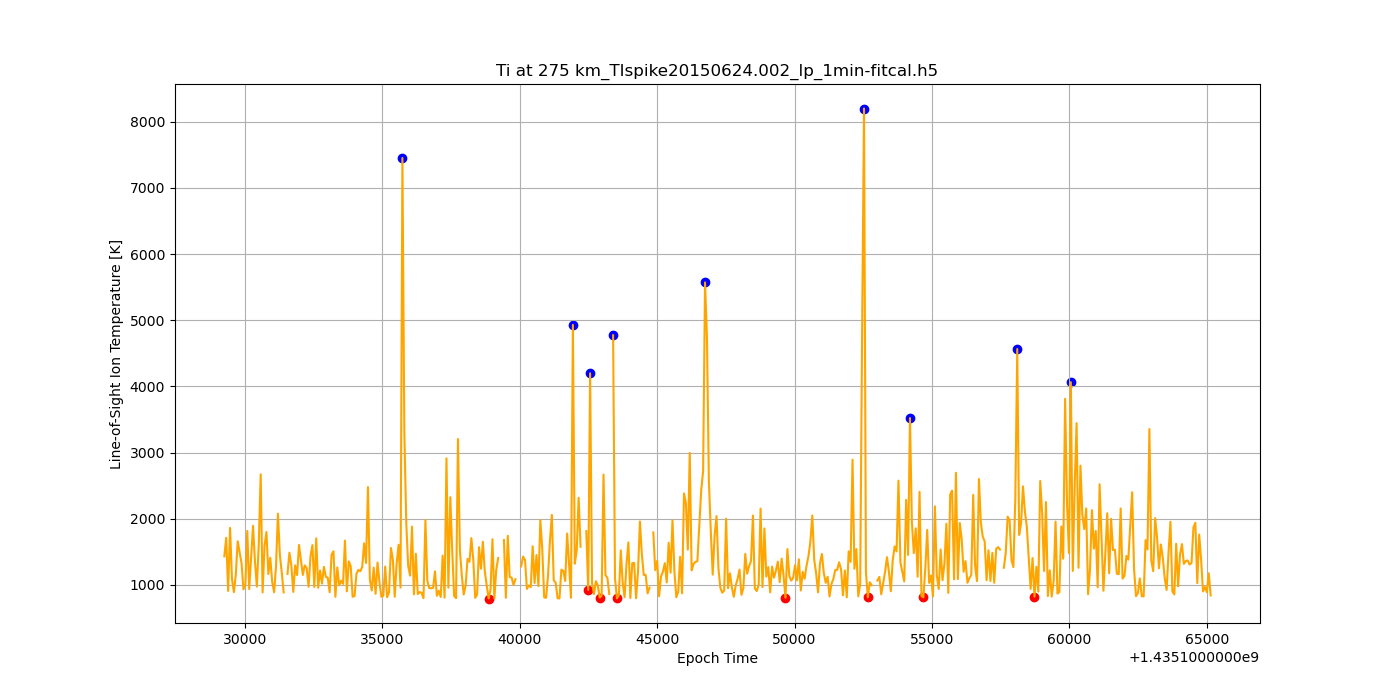 Ti at 275 km_TIspike20150624.002_lp_1min-fitcal.h5
Line-of-Sight Ion Temperature [K]
8000
7000
6000
5000
4000
3000
2000
1000
30000 35000 40000 45000 50000 55000 60000 65000
Epoch Time
+1.4351000000e9